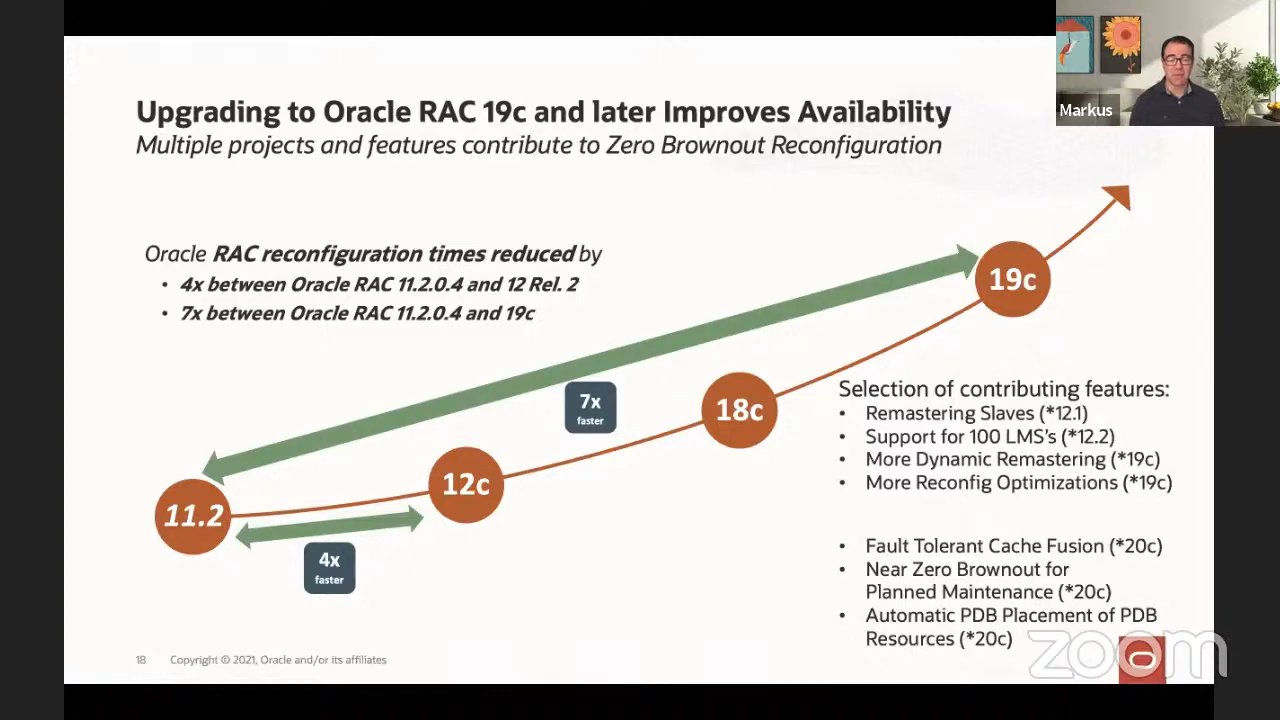 Markus
Upgrading to Oracle RAC 19c and later Improves Availability
Multiple projects and features contribute to Zero Brownout Reconfiguration
Oracle RAC reconfiguration times reduced by
• 4x between Oracle RAC 11.2.0.4 and 12 Rel. 2
• 7x between Oracle RAC 11.2.0.4 and 19c
19c
7x
faster
18c
12c
11.2
4x
faster
Selection of contributing features:
• Remastering Slaves (*12.1)
• Support for 100 LMS's (*12.2)
• More Dynamic Remastering (*19c)
• More Reconfig Optimizations (*19c)
• Fault Tolerant Cache Fusion (*20c)
• Near Zero Brownout for
Planned Maintenance (*20c)
• Automatic PDB Placement of PDB
Resources (*20c)
18 Copyright © 2021, Oracle and/or its affiliates
zoom